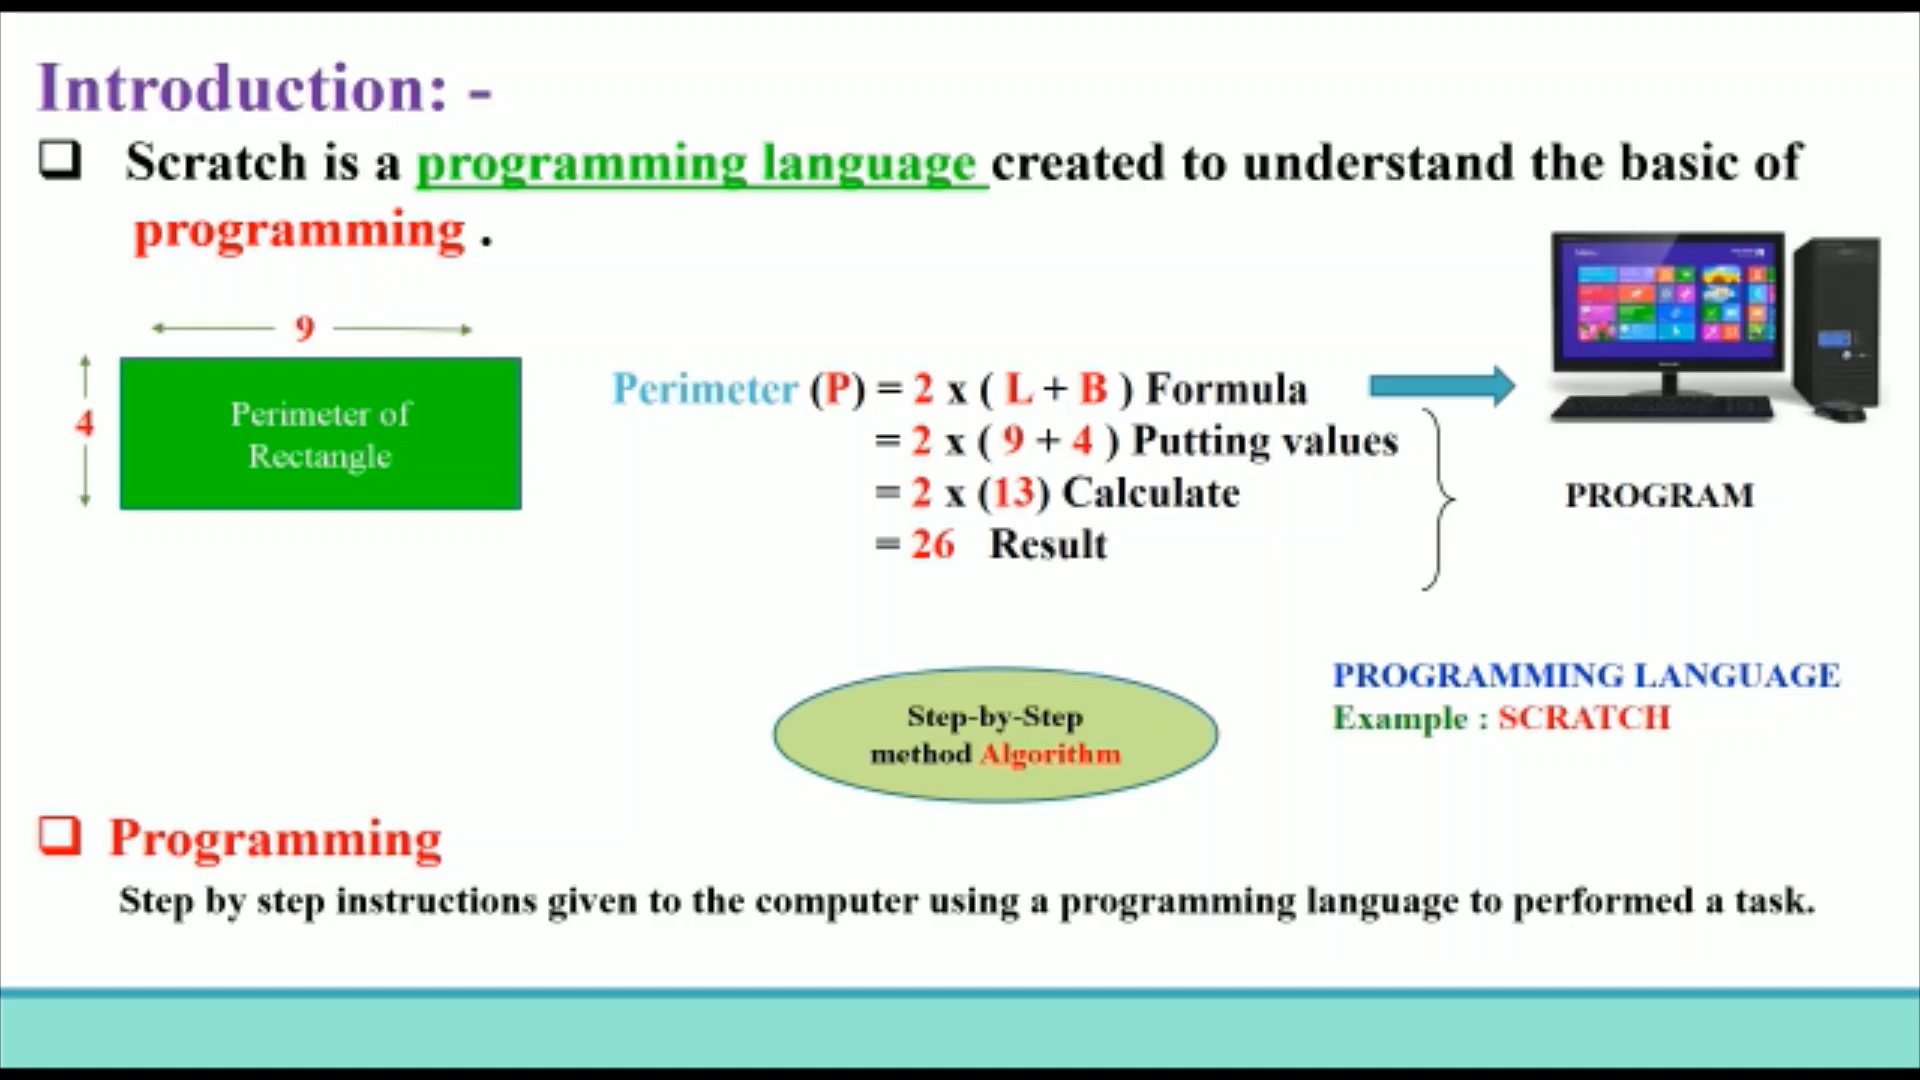 Introduction: -
❑ Scratch is a programming language created to understand the basic of
programming .
9
4
Perimeter of
Rectangle
Perimeter (P) = 2 x ( L + B ) Formula
= 2 x ( 9 + 4 ) Putting values
= 2 x (13) Calculate
= 26 Result
PROGRAM
Step-by-Step
method Algorithm
PROGRAMMING LANGUAGE
Example : SCRATCH
❑ Programming
Step by step instructions given to the computer using a programming language to performed a task.